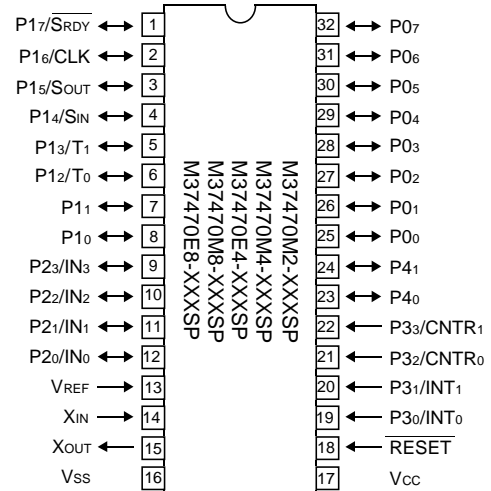 P17/SRDY 1 32 P07
P16/CLK 2 31 P06
P15/SOUT 3 30 P05
P14/SIN 4 29 P04
P13/T1 5 28 P03
P12/T0 6 27 P02
P11 7 26 P01
P10 8 25 P00
P23/IN3 9 24 P41
P22/IN2 10 23 P40
P21/IN1 11 22 P33/CNTR1
P20/IN0 12 21 P32/CNTR0
VREF 13 20 P31/INT1
XIN 14 19 P30/INT0
XOUT 15 18 RESET
VSS 16 17 VCC
M37470M2-XXXSP
M37470M4-XXXSP
M37470E4-XXXSP
M37470M8-XXXSP
M37470E8-XXXSP